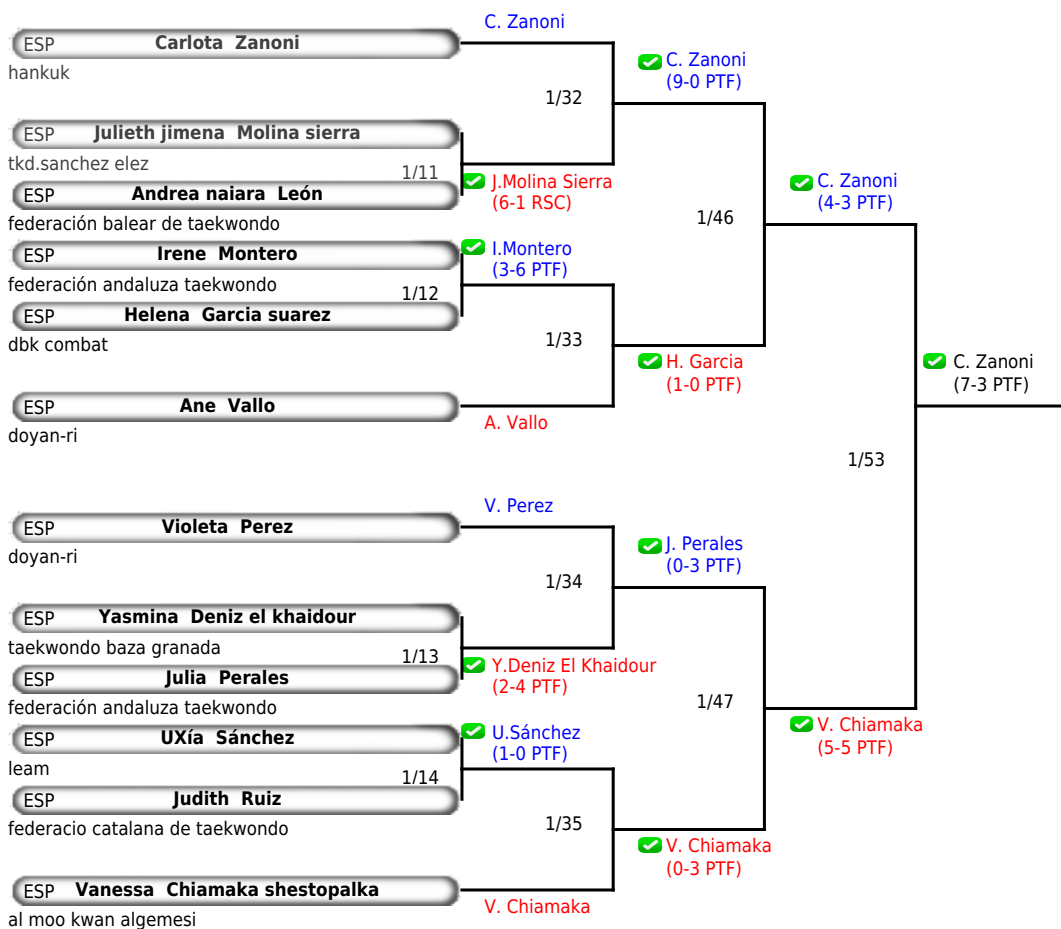 C. Zanoni
ESP Carlota Zanoni
hankuk
C. Zanoni
(9-0 PTF)
1/32
ESP Julieth jimena Molina sierra
tkd.sanchez elez
1/11
J.Molina Sierra
(6-1 RSC)
ESP Andrea naiara León
federación balear de taekwondo
C. Zanoni
(4-3 PTF)
1/46
ESP Irene Montero
federación andaluza taekwondo
I.Montero
(3-6 PTF)
1/12
ESP Helena Garcia suarez
dbk combat
1/33
H. Garcia
(1-0 PTF)
C. Zanoni
(7-3 PTF)
ESP Ane Vallo
doyan-ri
A. Vallo
1/53
V. Perez
ESP Violeta Perez
doyan-ri
J. Perales
(0-3 PTF)
1/34
ESP Yasmina Deniz el khaidour
taekwondo baza granada
1/13
Y.Deniz El Khaidour
(2-4 PTF)
ESP Julia Perales
federación andaluza taekwondo
1/47
V. Chiamaka
(5-5 PTF)
ESP UXía Sánchez
leam
U.Sánchez
(1-0 PTF)
1/14
ESP Judith Ruiz
federacio catalana de taekwondo
1/35
V. Chiamaka
(0-3 PTF)
ESP Vanessa Chiamaka shestopalka
al moo kwan algemesi
V. Chiamaka